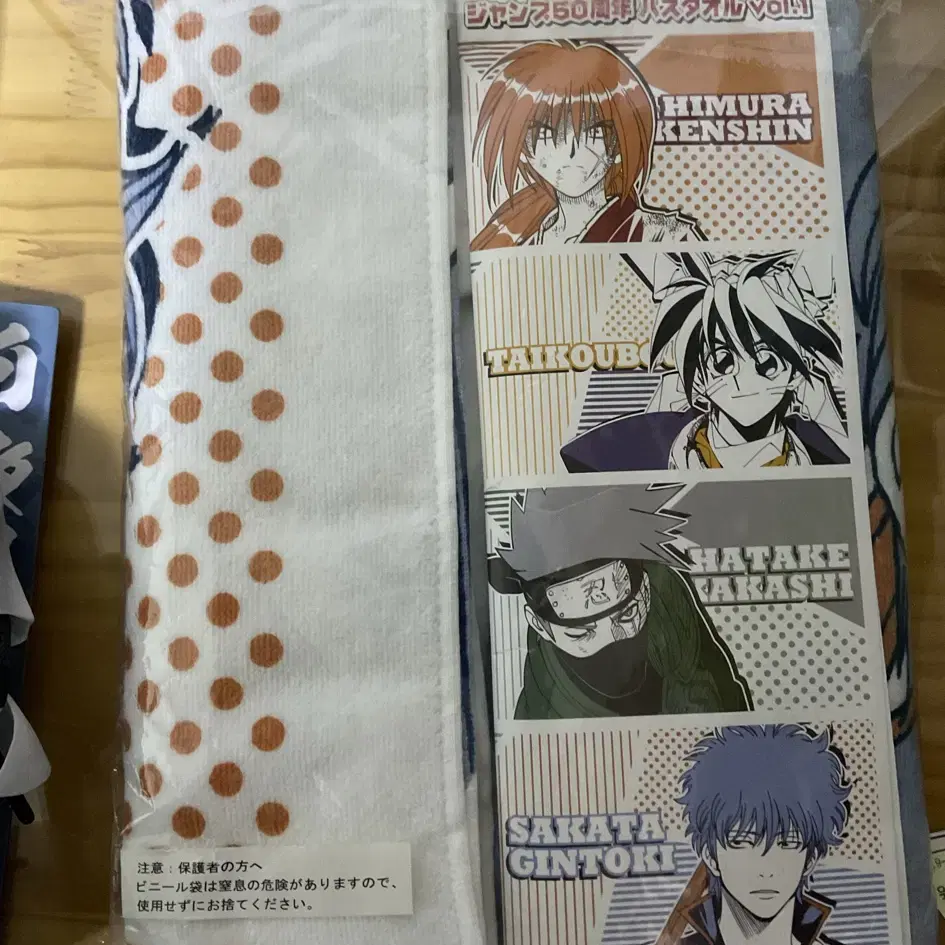 ジャンプ50周年 バスタオル Vol.1
HIMURA
KENSHIN
TAIKOUBO
HATAKE
KAKASHI
SAKATA
GINTOKI
注意：保護者の方へ
ビニール袋は窒息の危険がありますので、
使用せずにお捨てください。